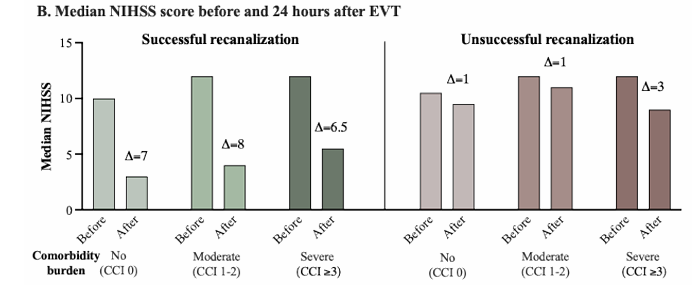 B. Median NIHSS score before and 24 hours after EVT
Successful recanalization
Unsuccessful recanalization
Median NIHSS
15
10
5
0
Δ=7
Δ=8
Δ=6.5
Δ=1
Δ=1
Δ=3
Before After Before After Before After Before After Before After Before After
Comorbidity No Moderate Severe No Moderate Severe
burden (CCI 0) (CCI 1-2) (CCI ≥3) (CCI 0) (CCI 1-2) (CCI ≥3)